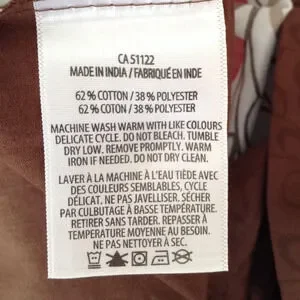 CA 51122
MADE IN INDIA / FABRIQUÉ EN INDE
62 % COTTON / 38 % POLYESTER
62 % COTON / 38 % POLYESTER
MACHINE WASH WARM WITH LIKE COLOURS
DELICATE CYCLE. DO NOT BLEACH. TUMBLE
DRY LOW. REMOVE PROMPTLY. WARM
IRON IF NEEDED. DO NOT DRY CLEAN.
LAVER À LA MACHINE À L'EAU TIÈDE AVEC
DES COULEURS SEMBLABLES, CYCLE
DÉLICAT. NE PAS JAVELLISER. SÉCHER
PAR CULBUTAGE À BASSE TEMPÉRATURE.
RETIRER SANS TARDER. REPASSER À
TEMPÉRATURE MOYENNE AU BESOIN.
NE PAS NETTOYER À SEC.